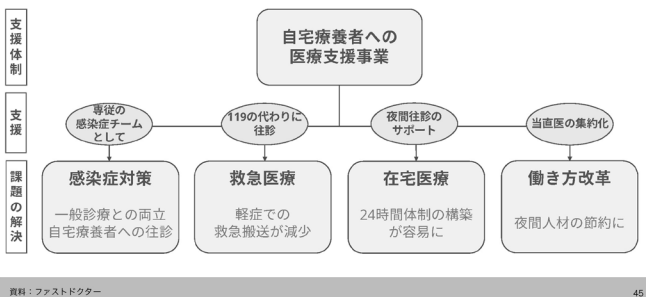 支援体制
自宅療養者への
医療支援事業
支援
専従の
感染症チーム
として
119の代わりに
往診
夜間往診の
サポート
当直医の集約化
課題の解決
感染症対策
一般診療との両立
自宅療養者への往診
救急医療
軽症での
救急搬送が減少
在宅医療
24時間体制の構築
が容易に
働き方改革
夜間人材の節約に
資料：ファストドクター
45